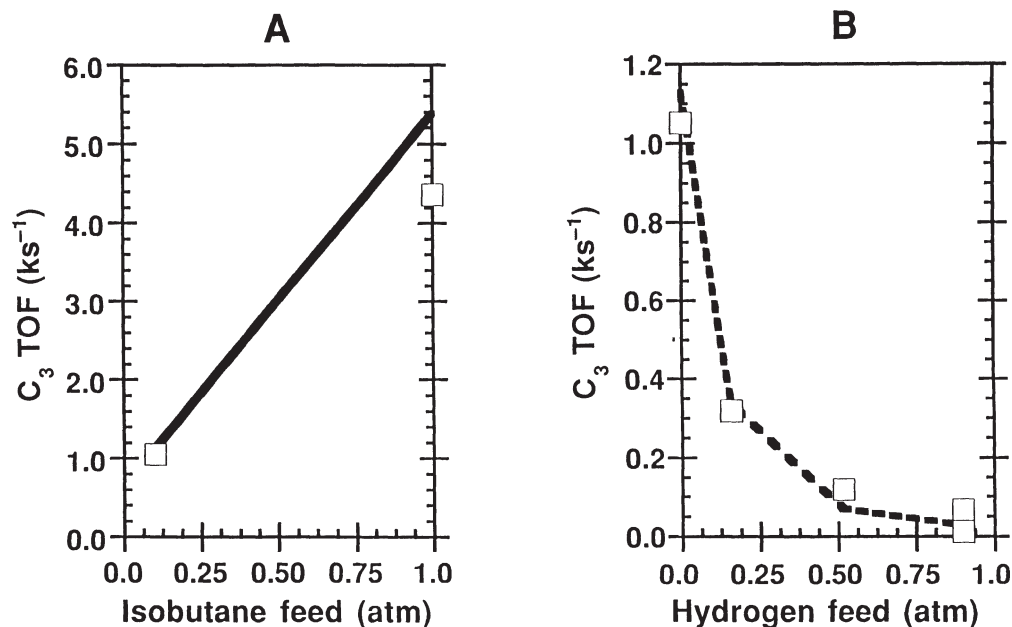 A
6.0
5.0
4.0
3.0
2.0
1.0
0.0
C₃ TOF (ks⁻¹)
0.0 0.25 0.50 0.75 1.0
Isobutane feed (atm)
B
1.2
1.0
0.8
0.6
0.4
0.2
0.0
C₃ TOF (ks⁻¹)
0.0 0.25 0.50 0.75 1.0
Hydrogen feed (atm)